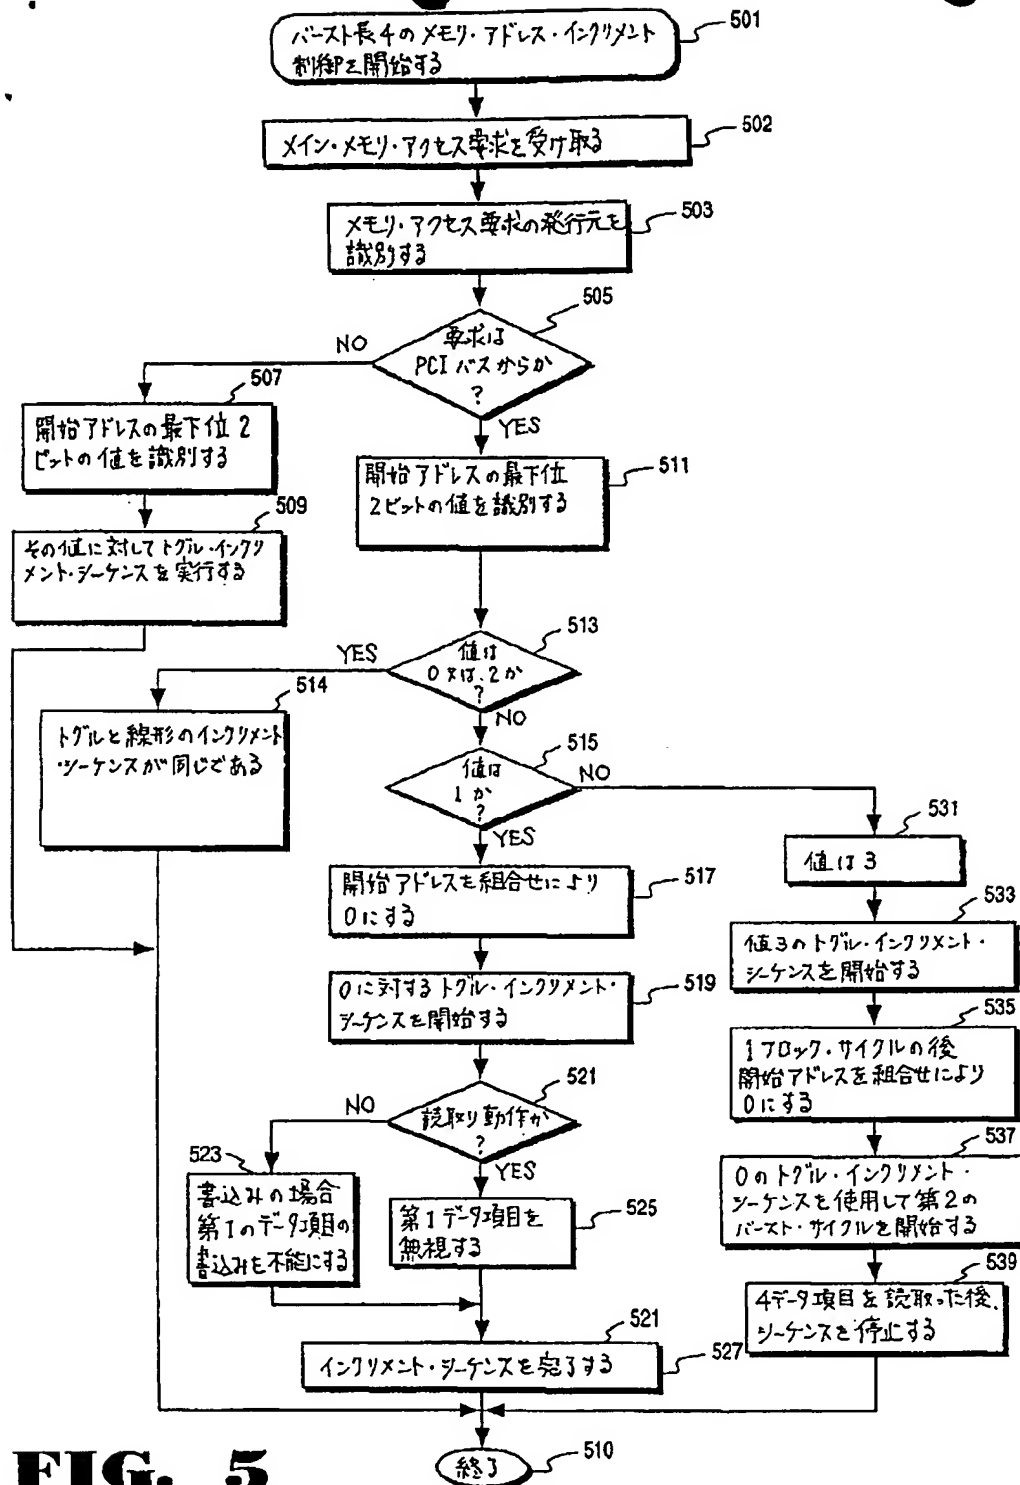 バースト長4のメモリ・アドレス・インクリメント
制御を開始する
501
メイン・メモリ・アクセス要求を受け取る
502
メモリ・アクセス要求の発行元を
識別する
503
505
要求は
PCIバスからか
?
NO
YES
507
開始アドレスの最下位2
ビットの値を識別する
開始アドレスの最下位
2ビットの値を識別する
511
509
その値に対してトグル・インクリ
メント・シーケンスを実行する
513
値は
0又は、2か
?
YES
NO
514
トグルと線形のインクリメント
・シーケンスが同じである
515
値は
1か
?
NO
YES
531
値は3
開始アドレスを組合せにより
0にする
517
533
値3のトグル・インクリメント・
シーケンスを開始する
0に対するトグル・インクリメント・
シーケンスを開始する
519
535
1ブロック・サイクルの後
開始アドレスを組合せにより
0にする
521
読取り動作か
?
NO
YES
523
書込みの場合
第1のデータ項目の
書込みを不能にする
第1データ項目を
無視する
525
537
0のトグル・インクリメント・
シーケンスを使用して第2の
バースト・サイクルを開始する
539
4データ項目を読取った後、
シーケンスを停止する
521
インクリメント・シーケンスを完了する
527
終了
510
FIG. 5